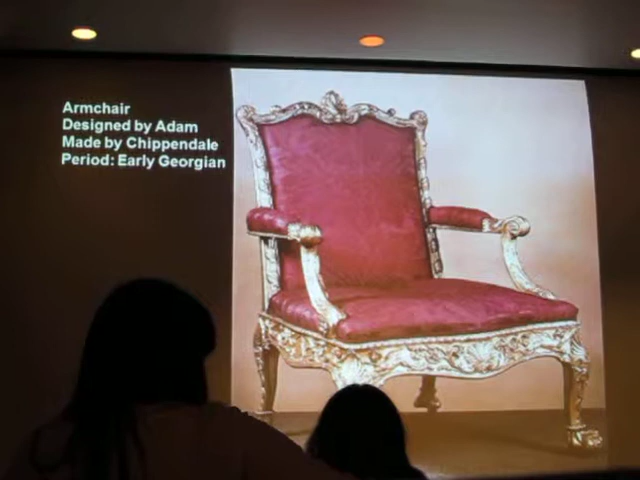 Armchair
Designed by Adam
Made by Chippendale
Period: Early Georgian